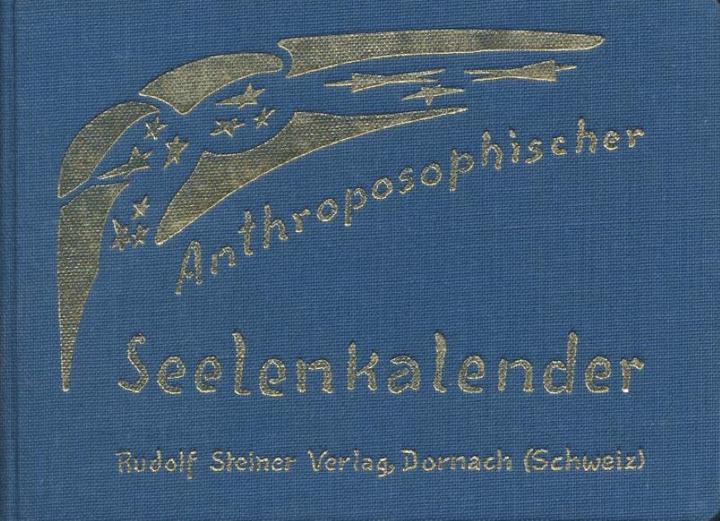 Anthroposophischer
Seelenkalender
Rudolf Steiner Verlag, Dornach (Schweiz)